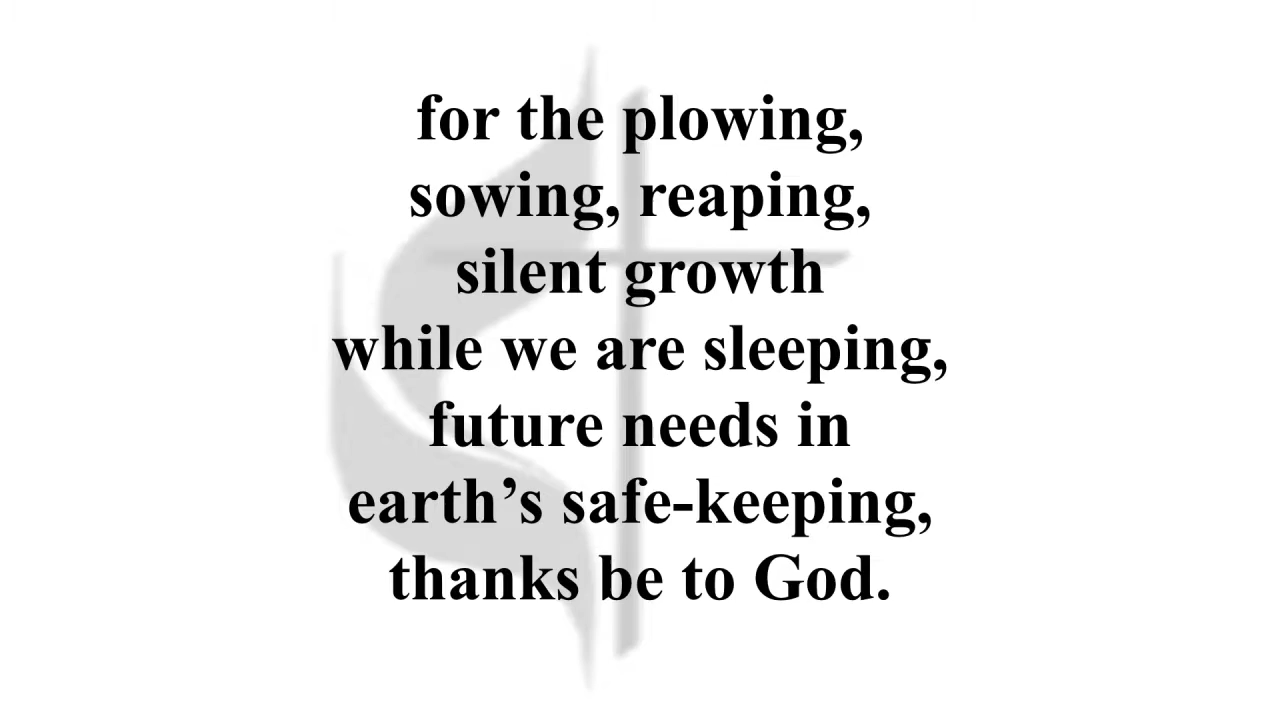 for the plowing,
sowing, reaping,
silent growth
while we are sleeping,
future needs in
earth’s safe-keeping,
thanks be to God.